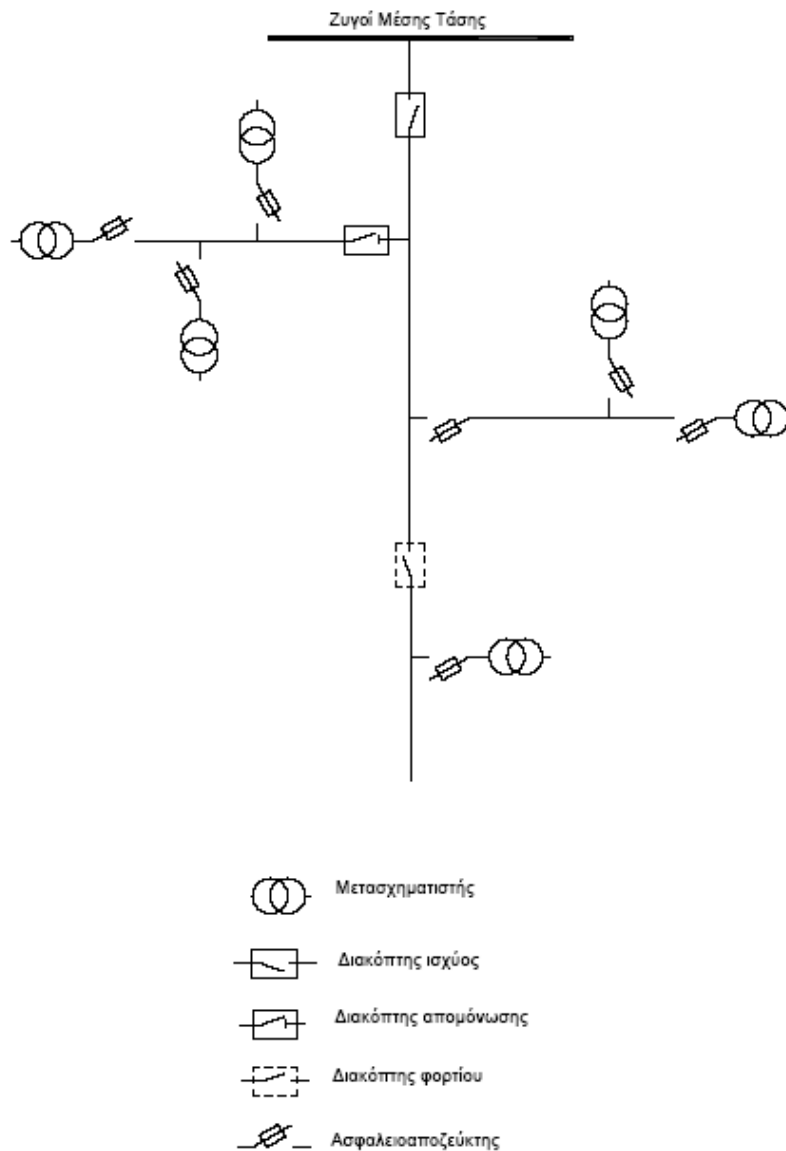 Ζυγοί Μέσης Τάσης
Μετασχηματιστής
Διακόπτης ισχύος
Διακόπτης απομόνωσης
Διακόπτης φορτίου
Ασφαλειοαποζεύκτης